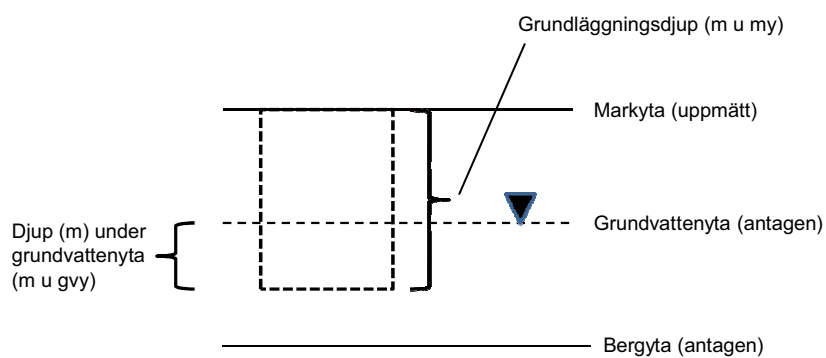 Grundläggningsdjup (m u my)
Markyta (uppmätt)
Grundvattenyta (antagen)
Djup (m) under
grundvattenyta
(m u gvy)
Bergyta (antagen)